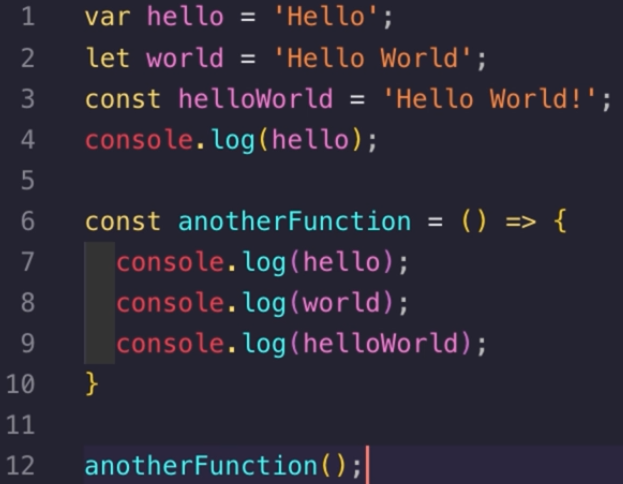 1 var hello = 'Hello';
2 let world = 'Hello World';
3 const helloWorld = 'Hello World!';
4 console.log(hello);
5
6 const anotherFunction = () => {
7 console.log(hello);
8 console.log(world);
9 console.log(helloWorld);
10 }
11
12 anotherFunction();